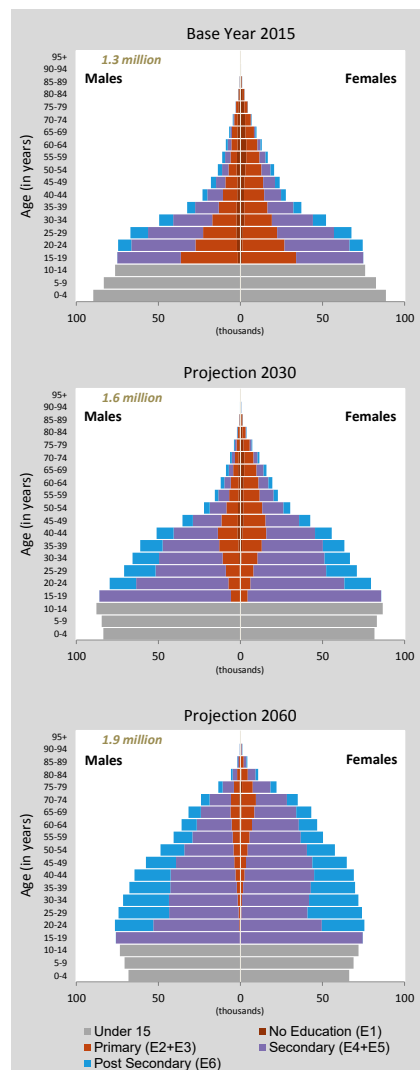 Base Year 2015
1.3 million
Males
Females
Age (in years)
95+
90-94
85-89
80-84
75-79
70-74
65-69
60-64
55-59
50-54
45-49
40-44
35-39
30-34
25-29
20-24
15-19
10-14
5-9
0-4
100 50 0 50 100
(thousands)
Projection 2030
1.6 million
Males
Females
Age (in years)
95+
90-94
85-89
80-84
75-79
70-74
65-69
60-64
55-59
50-54
45-49
40-44
35-39
30-34
25-29
20-24
15-19
10-14
5-9
0-4
100 50 0 50 100
(thousands)
Projection 2060
1.9 million
Males
Females
Age (in years)
95+
90-94
85-89
80-84
75-79
70-74
65-69
60-64
55-59
50-54
45-49
40-44
35-39
30-34
25-29
20-24
15-19
10-14
5-9
0-4
100 50 0 50 100
(thousands)
Under 15
No Education (E1)
Primary (E2+E3)
Secondary (E4+E5)
Post Secondary (E6)